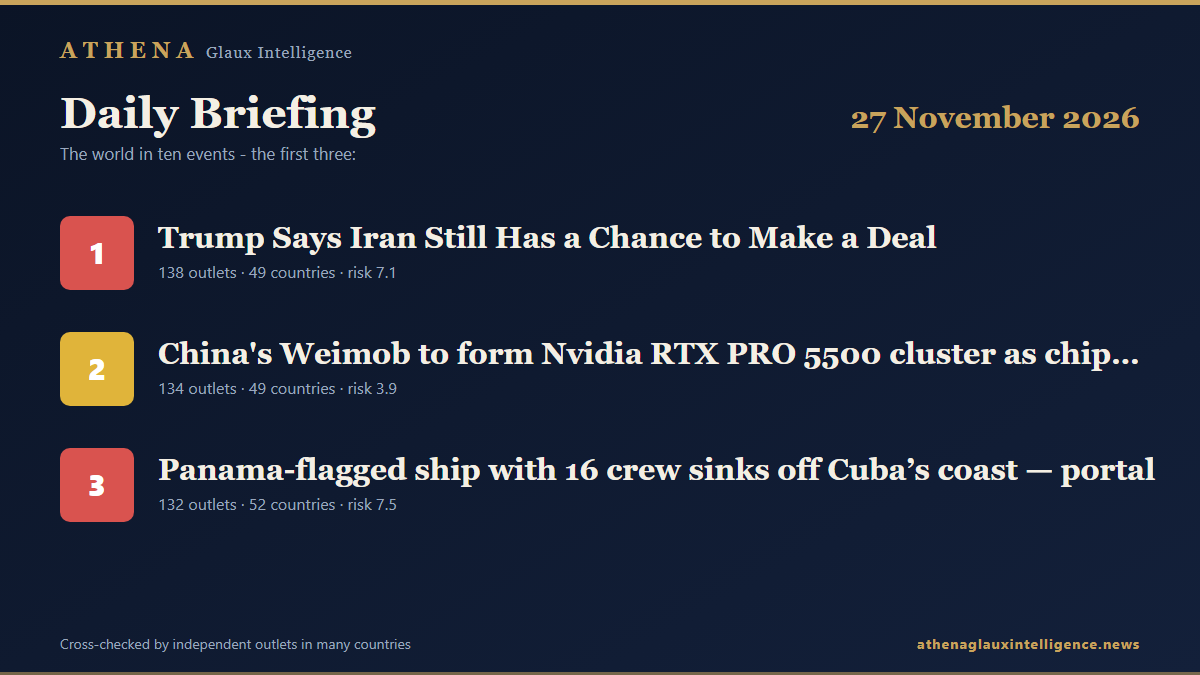 ATHENA Glaux Intelligence
Daily Briefing
27 November 2026
The world in ten events - the first three:
1
Trump Says Iran Still Has a Chance to Make a Deal
138 outlets · 49 countries · risk 7.1
2
China's Weimob to form Nvidia RTX PRO 5500 cluster as chip...
134 outlets · 49 countries · risk 3.9
3
Panama-flagged ship with 16 crew sinks off Cuba’s coast — portal
132 outlets · 52 countries · risk 7.5
Cross-checked by independent outlets in many countries
athenaglauxintelligence.news